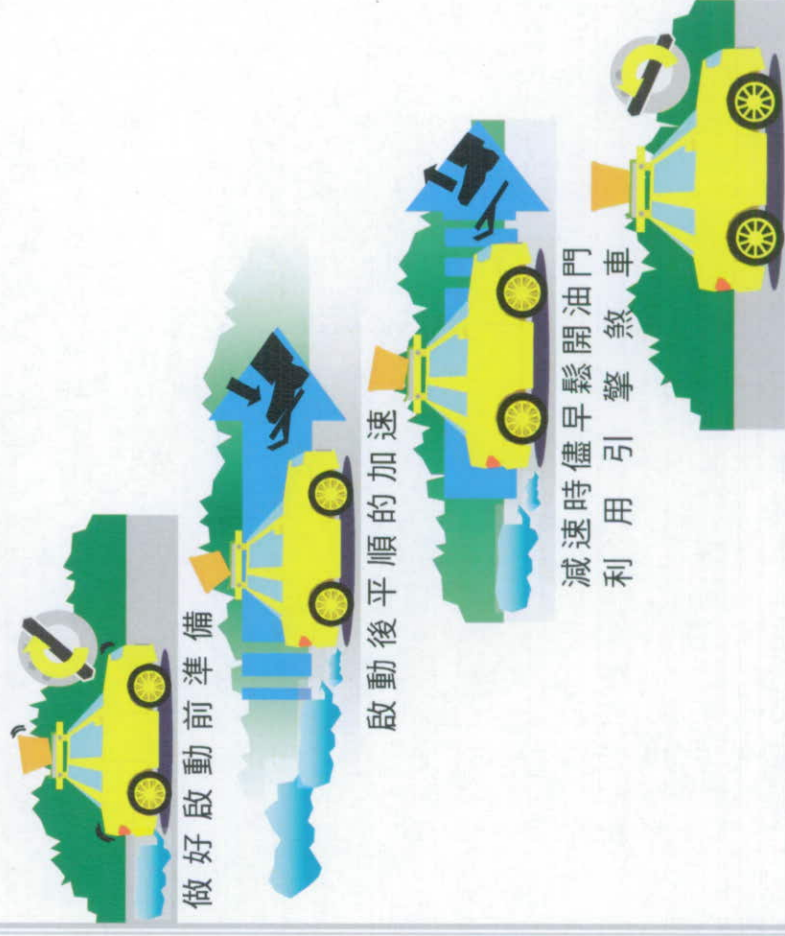 做好啟動前準備
啟動後平順的加速
減速時儘早鬆開油門
利用引擎煞車